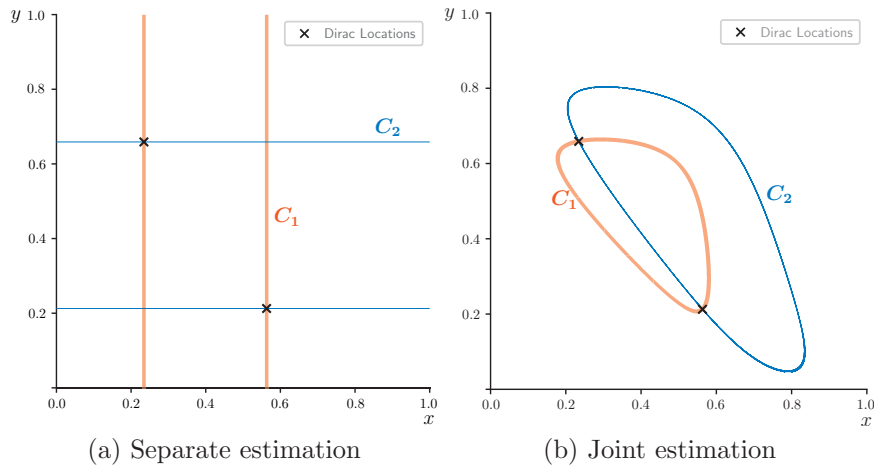 y
1.0
Dirac Locations
0.8
C₂
0.6
C₁
0.4
0.2
0.0 0.2 0.4 0.6 0.8 1.0
x
(a) Separate estimation
y
1.0
Dirac Locations
0.8
0.6
C₁
C₂
0.4
0.2
0.0 0.2 0.4 0.6 0.8 1.0
x
(b) Joint estimation